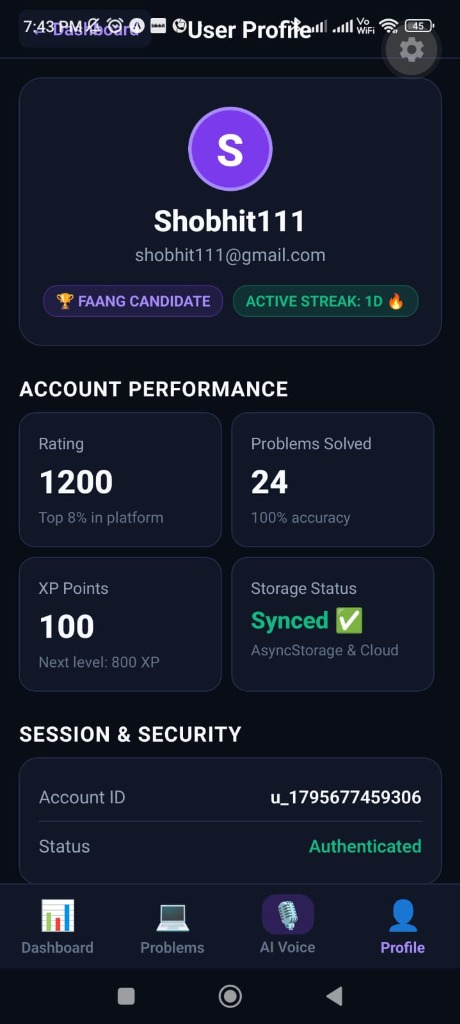 7:43 PM
Vo
WiFi
45
← Dashboard
User Profile
S
Shobhit111
shobhit111@gmail.com
🏆 FAANG CANDIDATE
ACTIVE STREAK: 1D 🔥
ACCOUNT PERFORMANCE
Rating
Problems Solved
1200
24
Top 8% in platform
100% accuracy
XP Points
Storage Status
100
Synced ✅
Next level: 800 XP
AsyncStorage & Cloud
SESSION & SECURITY
Account ID
u_1795677459306
Status
Authenticated
Dashboard
Problems
AI Voice
Profile